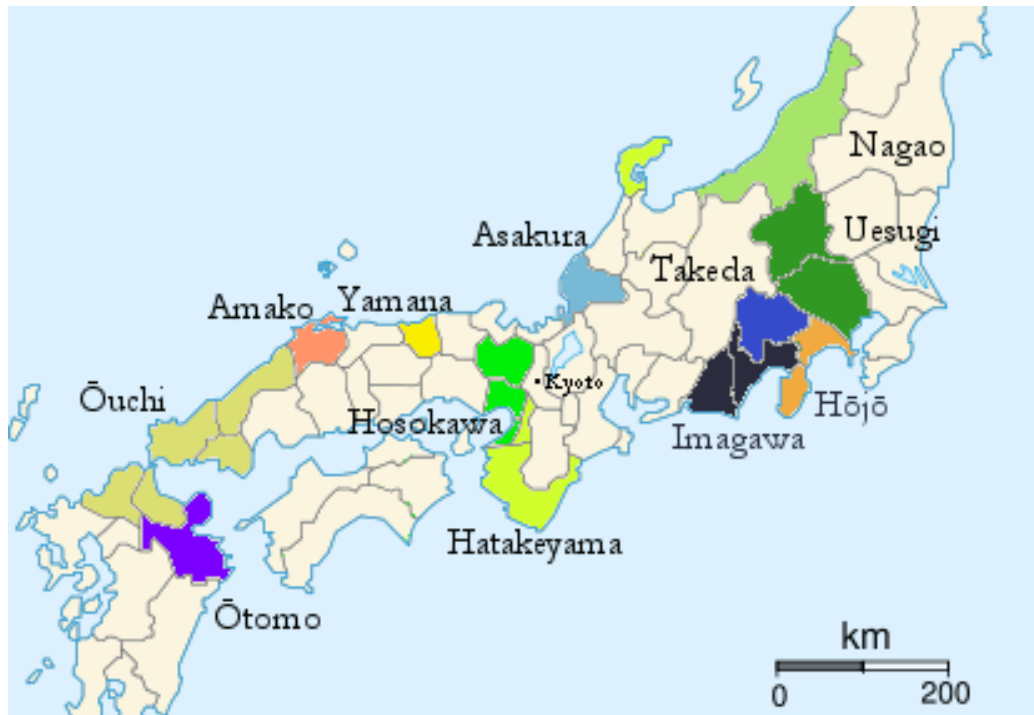 Nagao
Uesugi
Asakura
Takeda
Yamana
Amako
Ōuchi
Kyoto
Hosokawa
Hōjō
Imagawa
Hatakeyama
Ōtomo
km
0 200